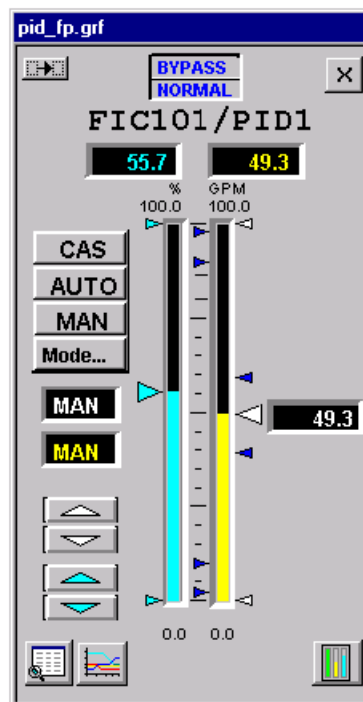 pid_fp.grf
BYPASS
NORMAL
FIC101/PID1
55.7 49.3
% GPM
100.0 100.0
CAS
AUTO
MAN
Mode...
MAN
49.3
MAN
0.0 0.0